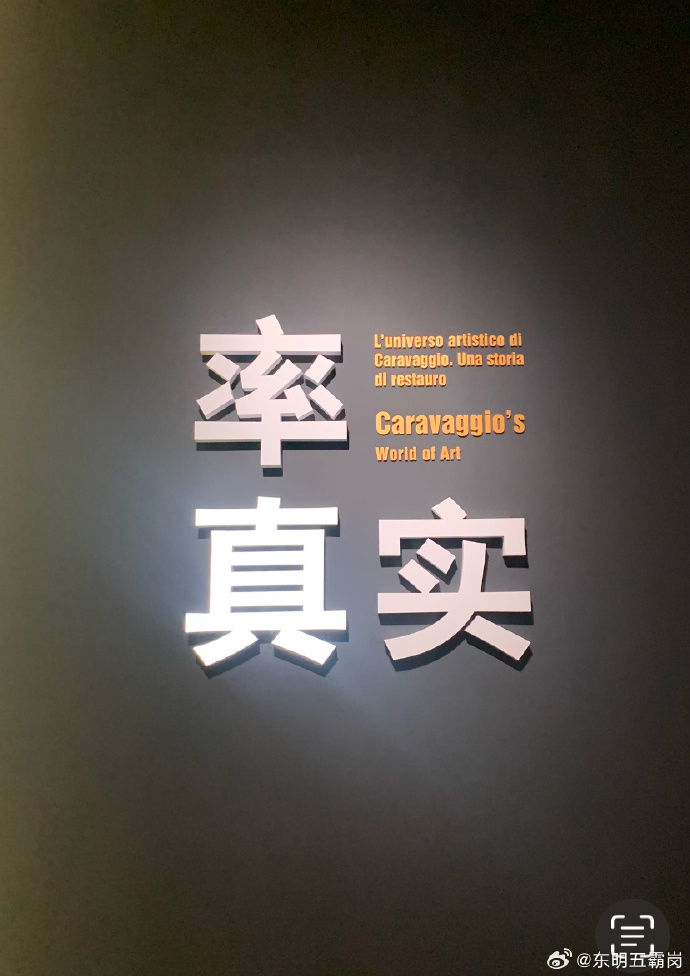 率
L'universo artistico di
Caravaggio. Una storia
di restauro
Caravaggio's
World of Art
真实
@东明五霸岗